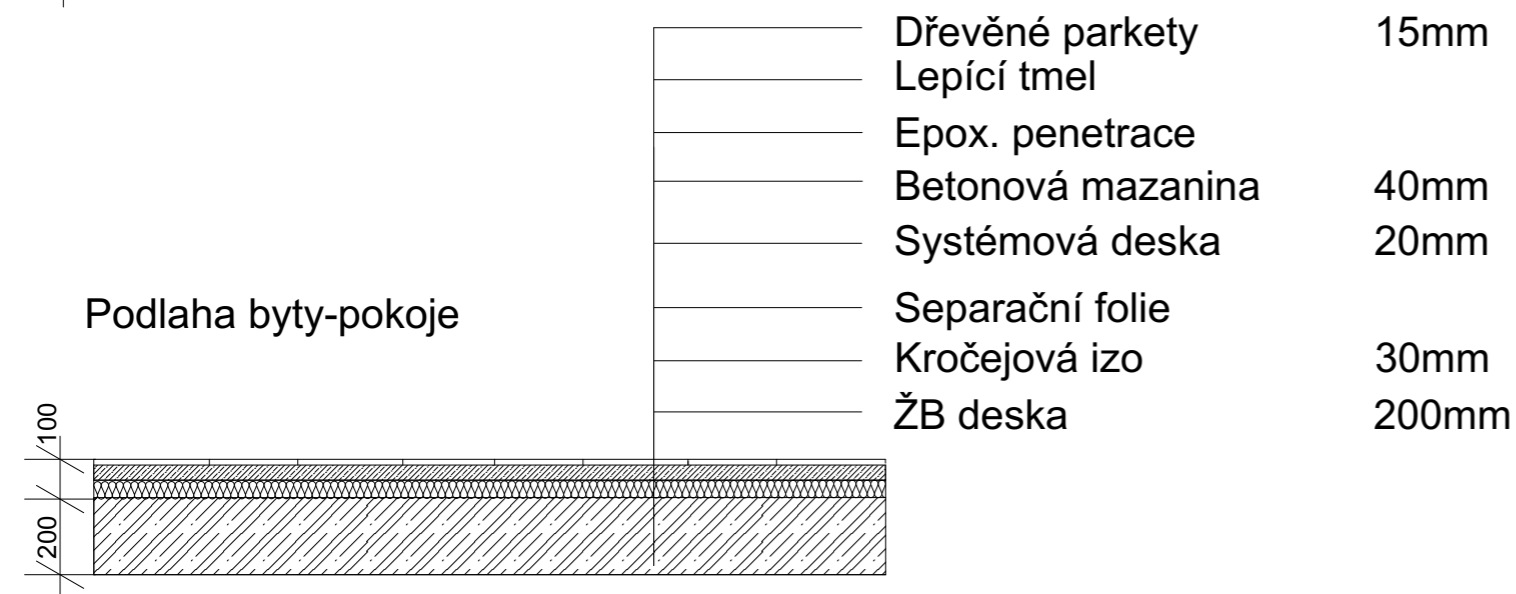 Dřevěné parkety 15mm
Lepící tmel
Epox. penetrace
Betonová mazanina 40mm
Systémová deska 20mm
Podlaha byty-pokoje
Separační folie
Kročejová izo 30mm
ŽB deska 200mm
100
200